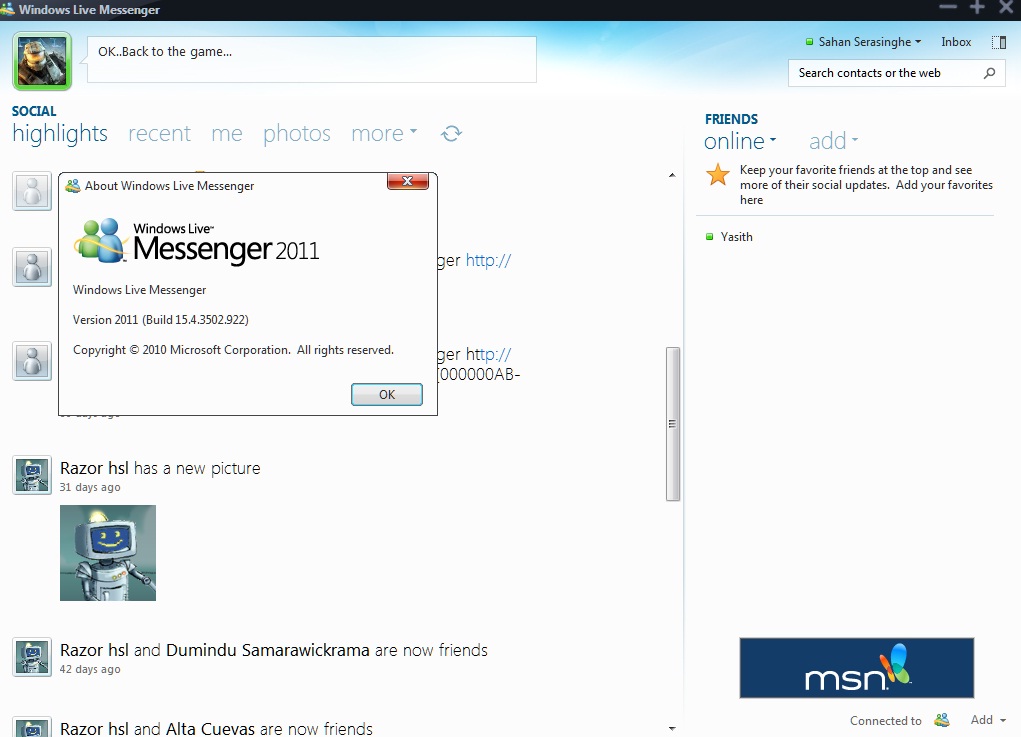 Windows Live Messenger
OK..Back to the game...
Sahan Serasinghe
Inbox
Search contacts or the web
SOCIAL
highlights recent me photos more
FRIENDS
online add
Keep your favorite friends at the top and see
more of their social updates. Add your favorites
here
Yasith
About Windows Live Messenger
Windows Live™
Messenger 2011
Windows Live Messenger
Version 2011 (Build 15.4.3502.922)
Copyright © 2010 Microsoft Corporation. All rights reserved.
OK
ger http://
ger http://
000000AB-
days ago
Razor hsl has a new picture
31 days ago
Razor hsl and Dumindu Samarawickrama are now friends
42 days ago
Razor hsl and Alta Cuevas are now friends
msn
Connected to
Add